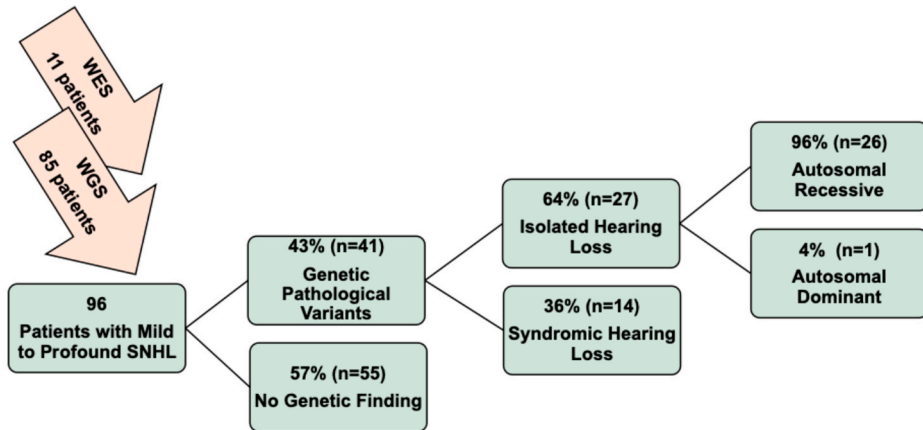 WES
11 patients
WGS
85 patients
96
Patients with Mild
to Profound SNHL
43% (n=41)
Genetic
Pathological
Variants
57% (n=55)
No Genetic Finding
64% (n=27)
Isolated Hearing
Loss
36% (n=14)
Syndromic Hearing
Loss
96% (n=26)
Autosomal
Recessive
4% (n=1)
Autosomal
Dominant